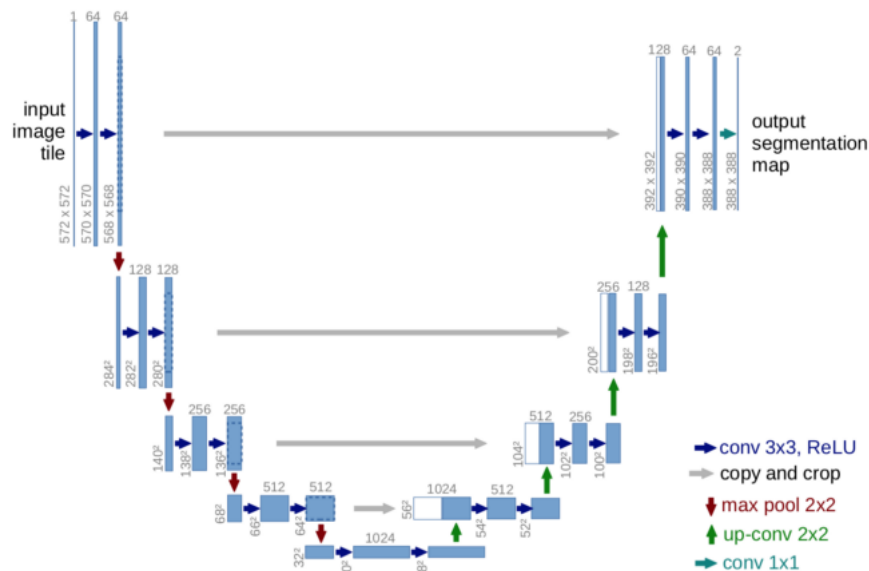 1
64
64
input
image
tile
572 x 572
570 x 570
568 x 568
128
64
64
2
output
segmentation
map
392 x 392
390 x 390
388 x 388
388 x 388
128
128
284²
282²
280²
256
128
200²
198²
196²
256
256
140²
138²
136²
512
256
104²
102²
100²
512
512
68²
66²
64²
1024
512
56²
54²
52²
1024
32²
0²
8²
conv 3x3, ReLU
copy and crop
max pool 2x2
up-conv 2x2
conv 1x1